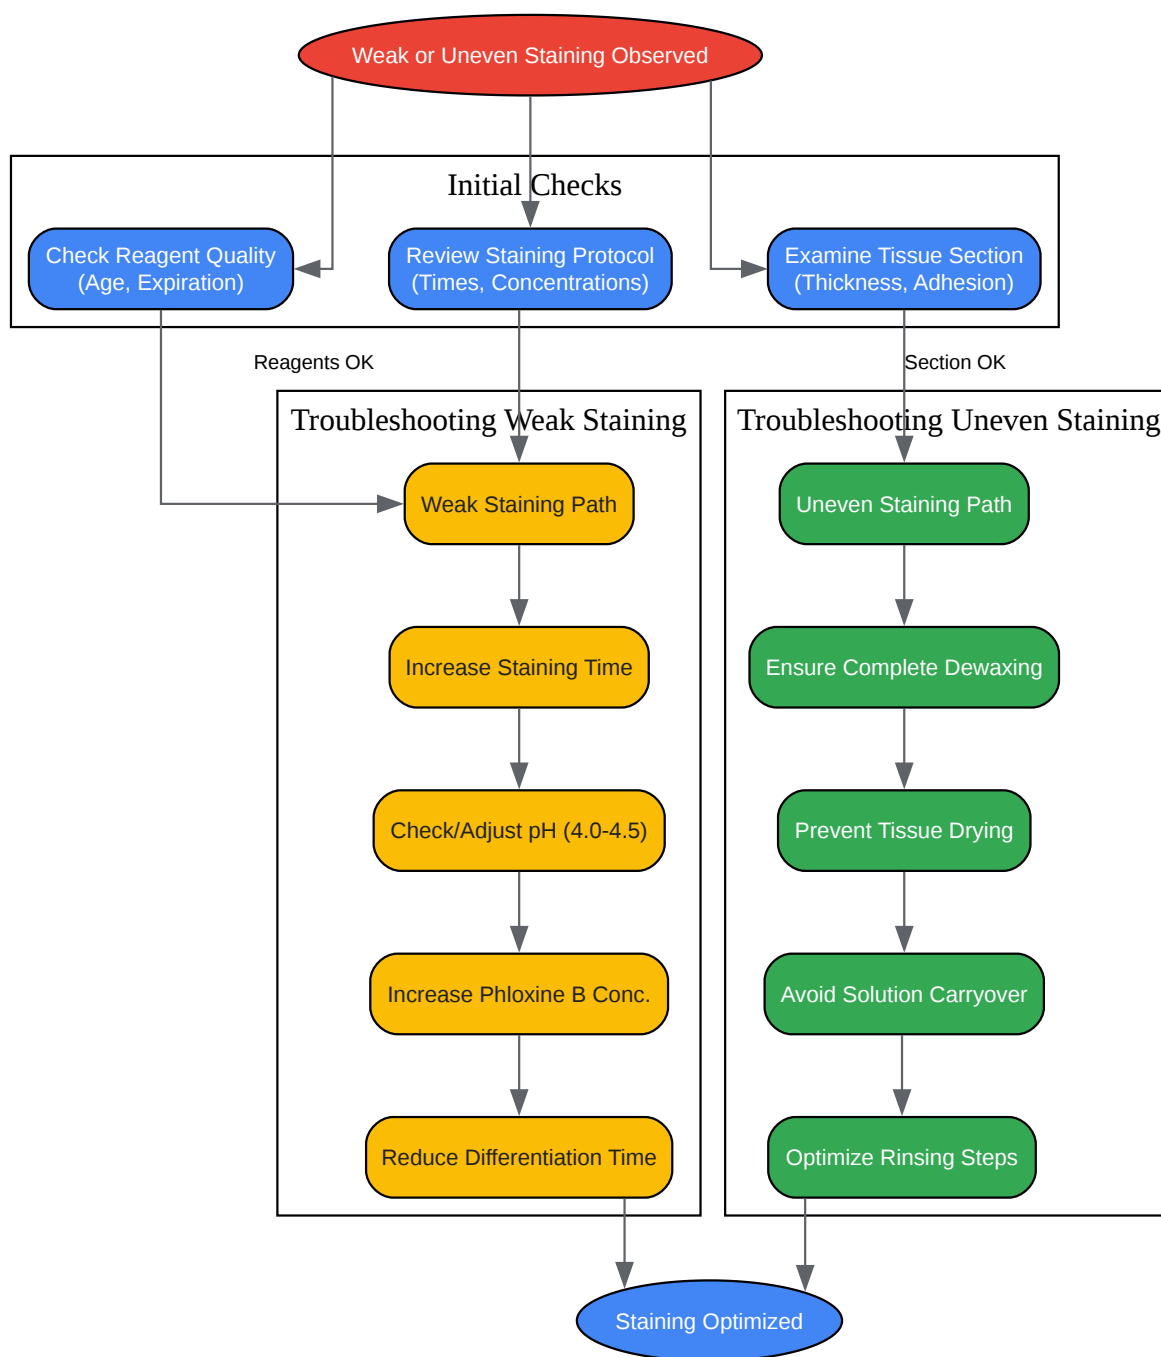 Weak or Uneven Staining Observed
Initial Checks
Check Reagent Quality
(Age, Expiration)
Review Staining Protocol
(Times, Concentrations)
Examine Tissue Section
(Thickness, Adhesion)
Reagents OK
Section OK
Troubleshooting Weak Staining
Weak Staining Path
Increase Staining Time
Check/Adjust pH (4.0-4.5)
Increase Phloxine B Conc.
Reduce Differentiation Time
Troubleshooting Uneven Staining
Uneven Staining Path
Ensure Complete Dewaxing
Prevent Tissue Drying
Avoid Solution Carryover
Optimize Rinsing Steps
Staining Optimized